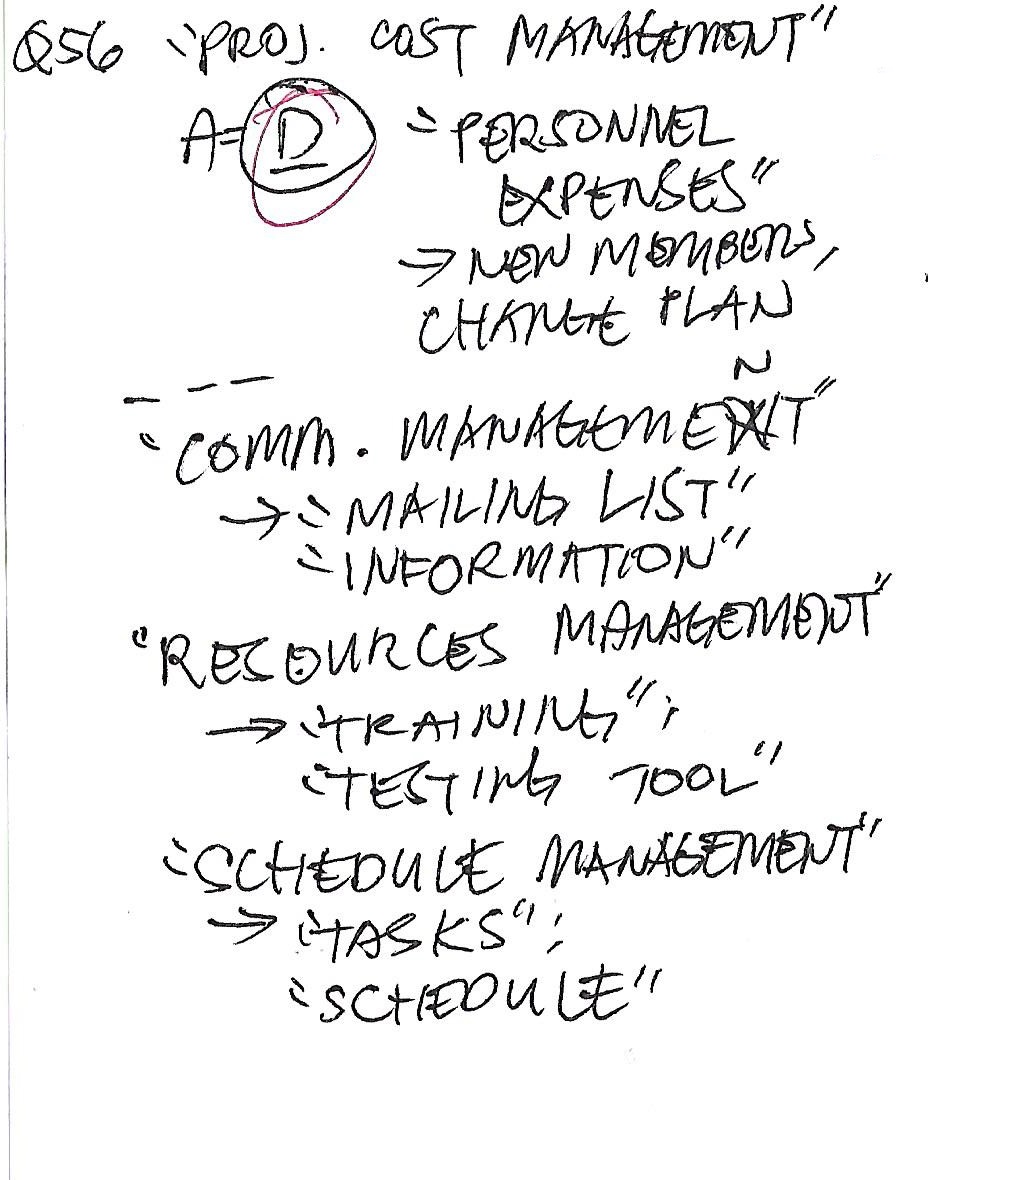 Q56 "PROJ. COST MANAGEMENT"
A=D "PERSONNEL
EXPENSES"
→ NEW MEMBERS,
CHANGE PLAN
N
"COMM. MANAGEMENT"
→ "MAILING LIST"
"INFORMATION"
"RESOURCES MANAGEMENT"
→ "TRAINING";
"TESTING TOOL"
"SCHEDULE MANAGEMENT"
→ "TASKS";
"SCHEDULE"